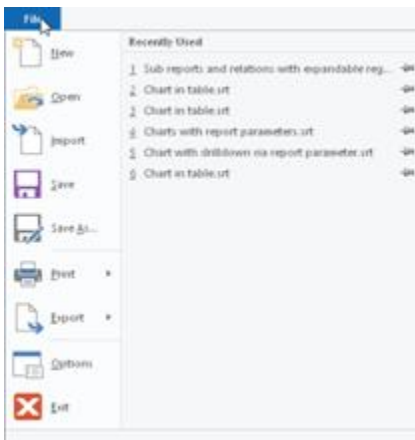 File
New
Open
Import
Save
Save As...
Print
Export
Options
Exit
Recently Used
1 Sub reports and relations with expandable reg...
2 Chart in table.srt
3 Chart in table.srt
4 Charts with report parameters.srt
5 Chart with drilldown via report parameter.srt
6 Chart in table.srt